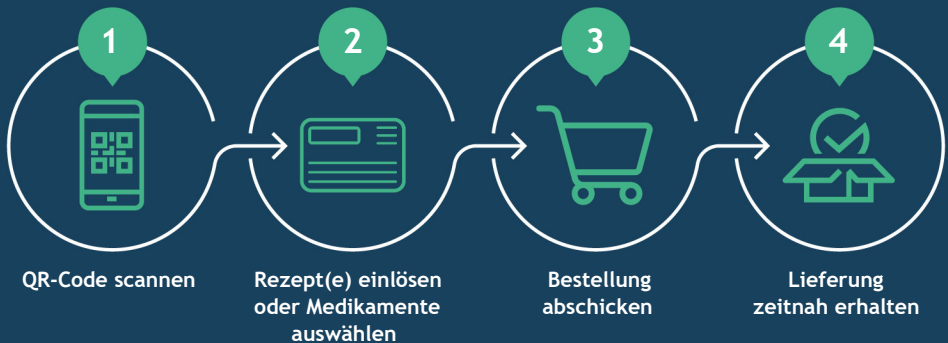 1
QR-Code scannen
2
Rezept(e) einlösen
oder Medikamente
auswählen
3
Bestellung
abschicken
4
Lieferung
zeitnah erhalten